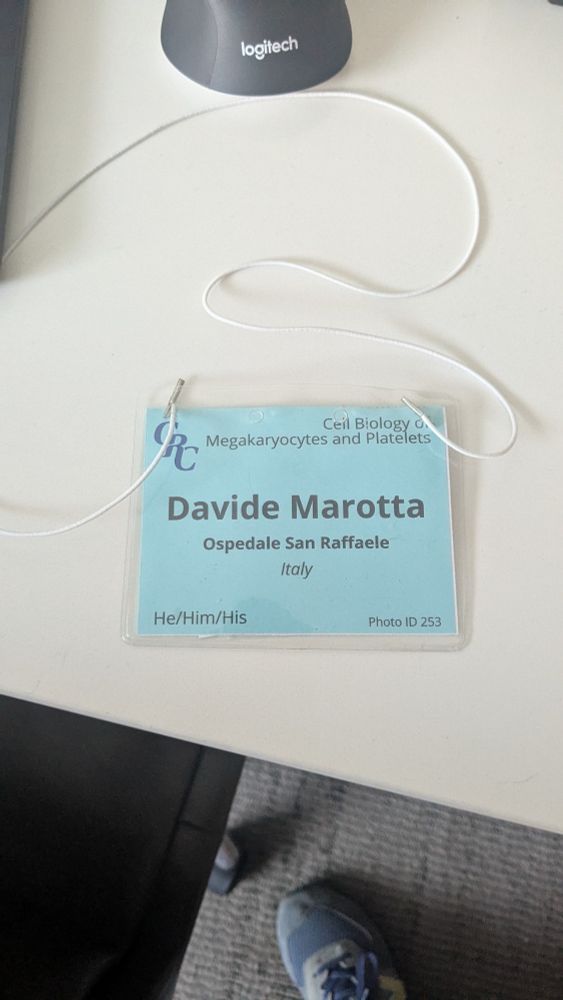 logitech
GRC
Cell Biology of
Megakaryocytes and Platelets
Davide Marotta
Ospedale San Raffaele
Italy
He/Him/His
Photo ID 253